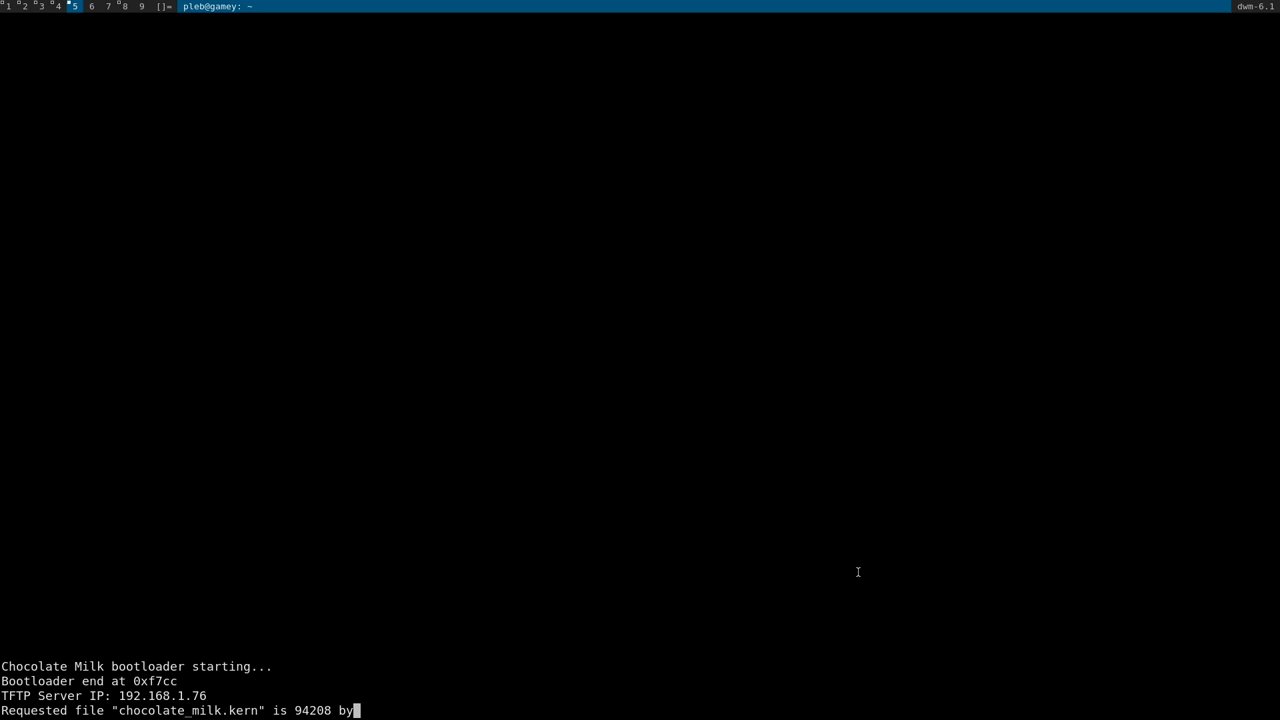 1 2 3 4 5 6 7 8 9 []= pleb@gamey: ~ dwm-6.1
Chocolate Milk bootloader starting...
Bootloader end at 0xf7cc
TFTP Server IP: 192.168.1.76
Requested file "chocolate_milk.kern" is 94208 by